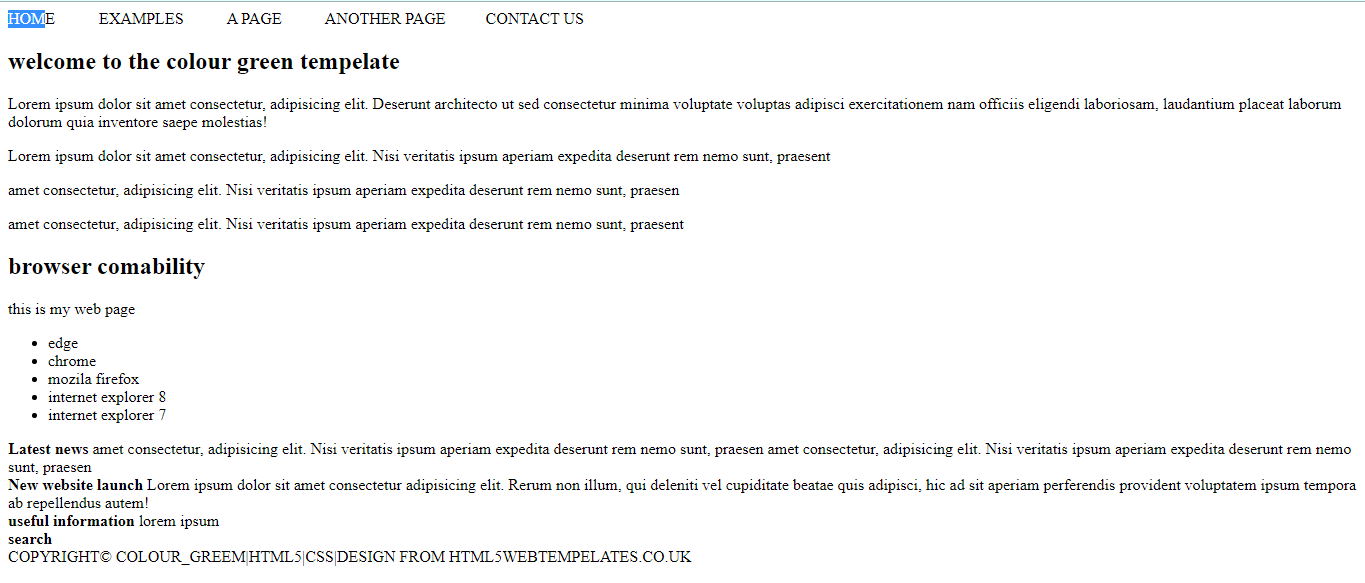 HOME EXAMPLES A PAGE ANOTHER PAGE CONTACT US
welcome to the colour green tempelate
Lorem ipsum dolor sit amet consectetur, adipisicing elit. Deserunt architecto ut sed consectetur minima voluptate voluptas adipisci exercitationem nam officiis eligendi laboriosam, laudantium placeat laborum
dolorum quia inventore saepe molestias!
Lorem ipsum dolor sit amet consectetur, adipisicing elit. Nisi veritatis ipsum aperiam expedita deserunt rem nemo sunt, praesent
amet consectetur, adipisicing elit. Nisi veritatis ipsum aperiam expedita deserunt rem nemo sunt, praesen
amet consectetur, adipisicing elit. Nisi veritatis ipsum aperiam expedita deserunt rem nemo sunt, praesent
browser comability
this is my web page
• edge
• chrome
• mozila firefox
• internet explorer 8
• internet explorer 7
Latest news amet consectetur, adipisicing elit. Nisi veritatis ipsum aperiam expedita deserunt rem nemo sunt, praesen amet consectetur, adipisicing elit. Nisi veritatis ipsum aperiam expedita deserunt rem nemo
sunt, praesen
New website launch Lorem ipsum dolor sit amet consectetur adipisicing elit. Rerum non illum, qui deleniti vel cupiditate beatae quis adipisci, hic ad sit aperiam perferendis provident voluptatem ipsum tempora
ab repellendus autem!
useful information lorem ipsum
search
COPYRIGHT© COLOUR_GREEM|HTML5|CSS|DESIGN FROM HTML5WEBTEMPELATES.CO.UK